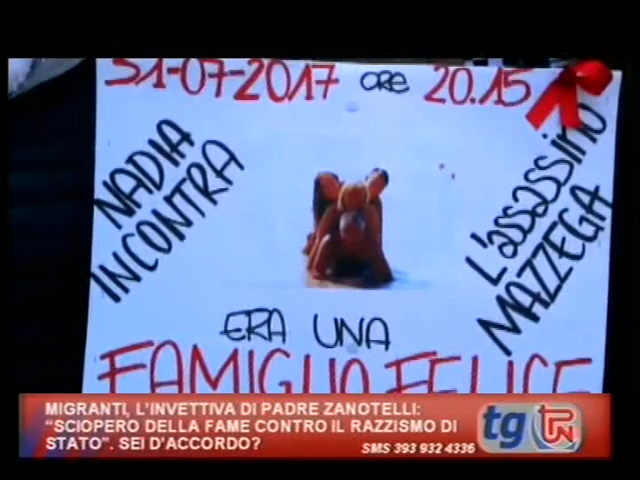 31-07-2017 ore 20.15
NADIA
INCONTRA
L'assassino
MAZZEGA
ERA UNA
FAMIGLIA FELICE
MIGRANTI, L'INVETTIVA DI PADRE ZANOTELLI:
“SCIOPERO DELLA FAME CONTRO IL RAZZISMO DI
STATO”. SEI D'ACCORDO?
SMS 393 932 4336
tg TPN